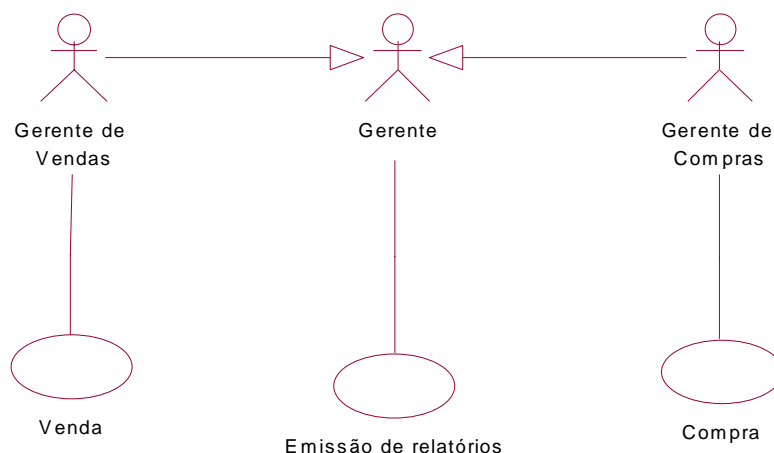 Gerente de
Vendas
Gerente
Gerente de
Compras
Venda
Emissão de relatórios
Compra